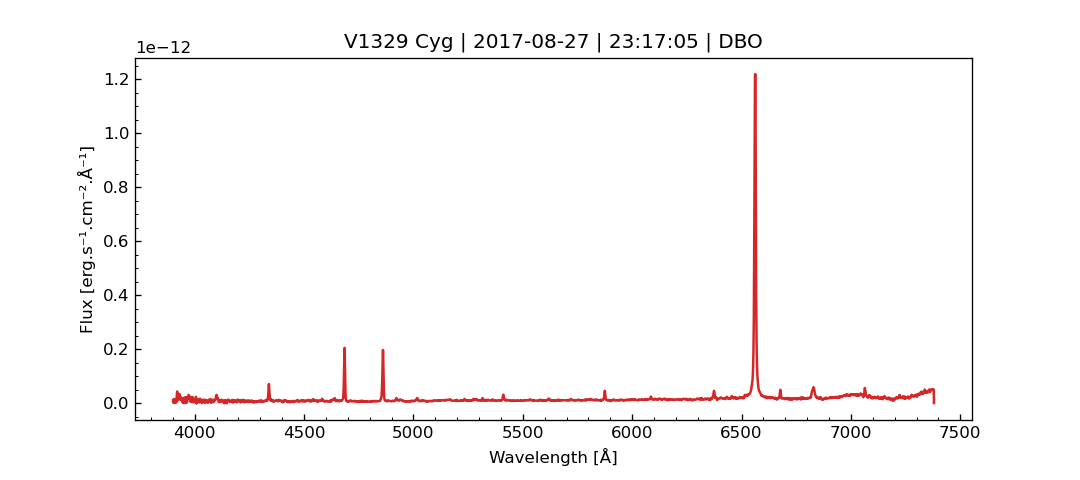 V1329 Cyg | 2017-08-27 | 23:17:05 | DBO
1e−12
1.2
1.0
0.8
0.6
0.4
0.2
0.0
Flux [erg.s⁻¹.cm⁻².Å⁻¹]
4000 4500 5000 5500 6000 6500 7000 7500
Wavelength [Å]